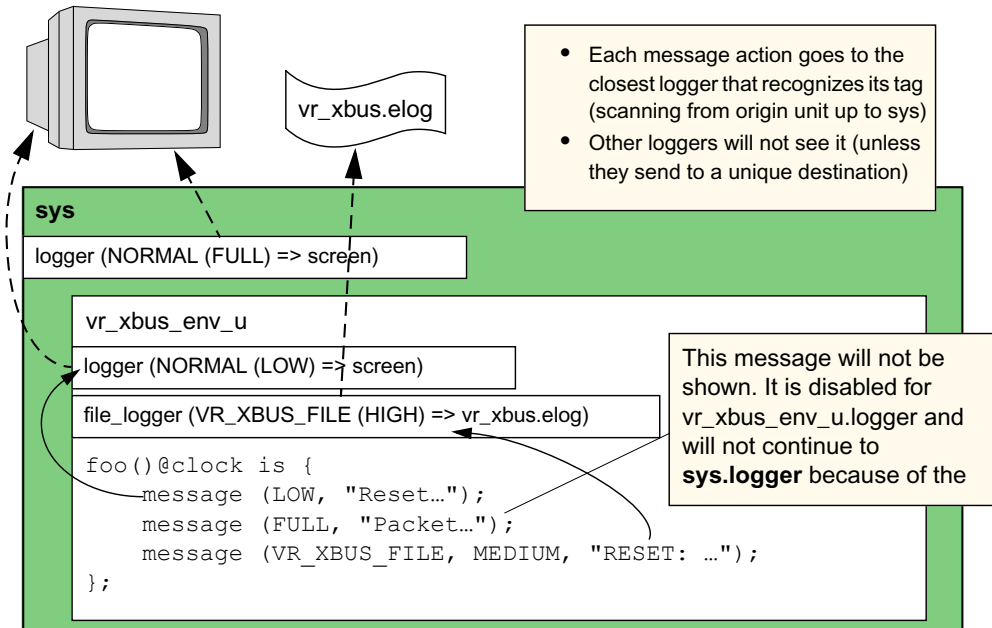 vr_xbus.elog
• Each message action goes to the
closest logger that recognizes its tag
(scanning from origin unit up to sys)
• Other loggers will not see it (unless
they send to a unique destination)
sys
logger (NORMAL (FULL) => screen)
vr_xbus_env_u
logger (NORMAL (LOW) => screen)
file_logger (VR_XBUS_FILE (HIGH) => vr_xbus.elog)
This message will not be
shown. It is disabled for
vr_xbus_env_u.logger and
will not continue to
sys.logger because of the
foo()@clock is {
message (LOW, "Reset…");
message (FULL, "Packet…");
message (VR_XBUS_FILE, MEDIUM, "RESET: …");
};